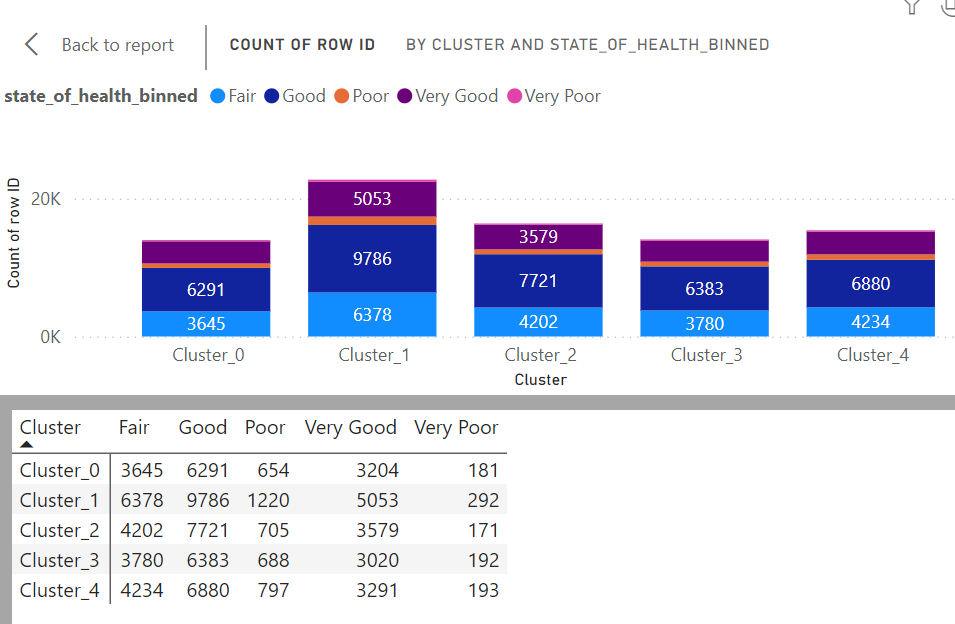 Back to report COUNT OF ROW ID BY CLUSTER AND STATE_OF_HEALTH_BINNED
state_of_health_binned Fair Good Poor Very Good Very Poor
Count of row ID
20K
0K
5053
9786
6378
6291
3645
3579
7721
4202
6383
3780
6880
4234
Cluster_0 Cluster_1 Cluster_2 Cluster_3 Cluster_4
Cluster
Cluster Fair Good Poor Very Good Very Poor
Cluster_0 3645 6291 654 3204 181
Cluster_1 6378 9786 1220 5053 292
Cluster_2 4202 7721 705 3579 171
Cluster_3 3780 6383 688 3020 192
Cluster_4 4234 6880 797 3291 193